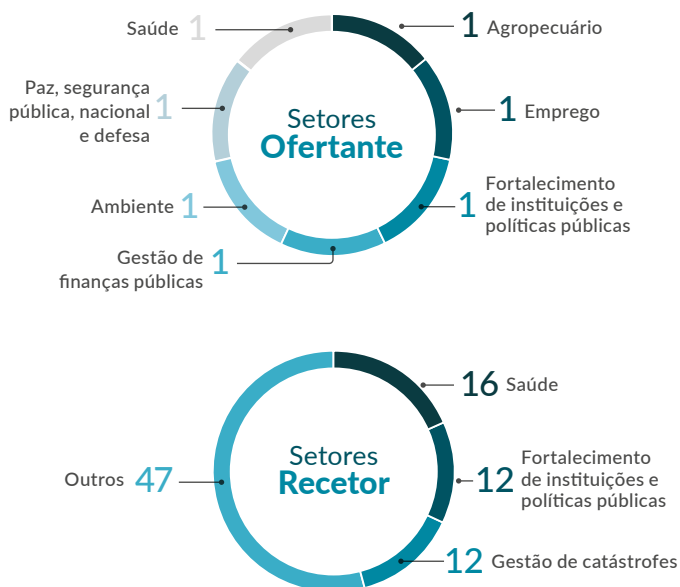 Saúde 1
1 Agropecuário
Paz, segurança
pública, nacional 1
e defesa
1 Emprego
Setores
Ofertante
Fortalecimento
1 de instituições e
políticas públicas
Ambiente 1
Gestão de 1
finanças públicas
16 Saúde
Setores
Recetor
Outros 47
Fortalecimento
12 de instituições e
políticas públicas
12 Gestão de catástrofes